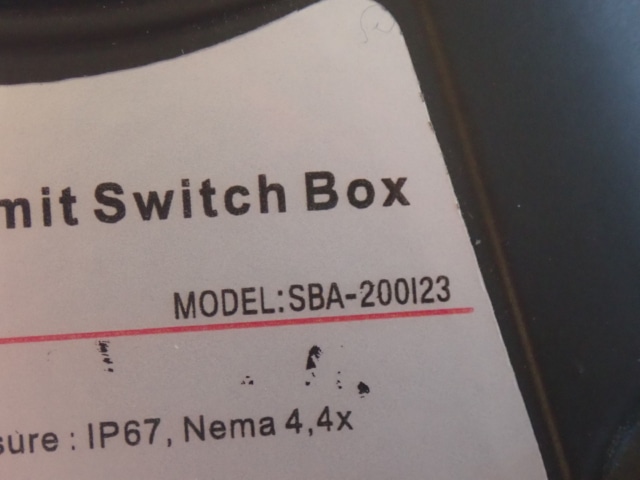 mit Switch Box
MODEL:SBA-200I23
sure : IP67, Nema 4,4x